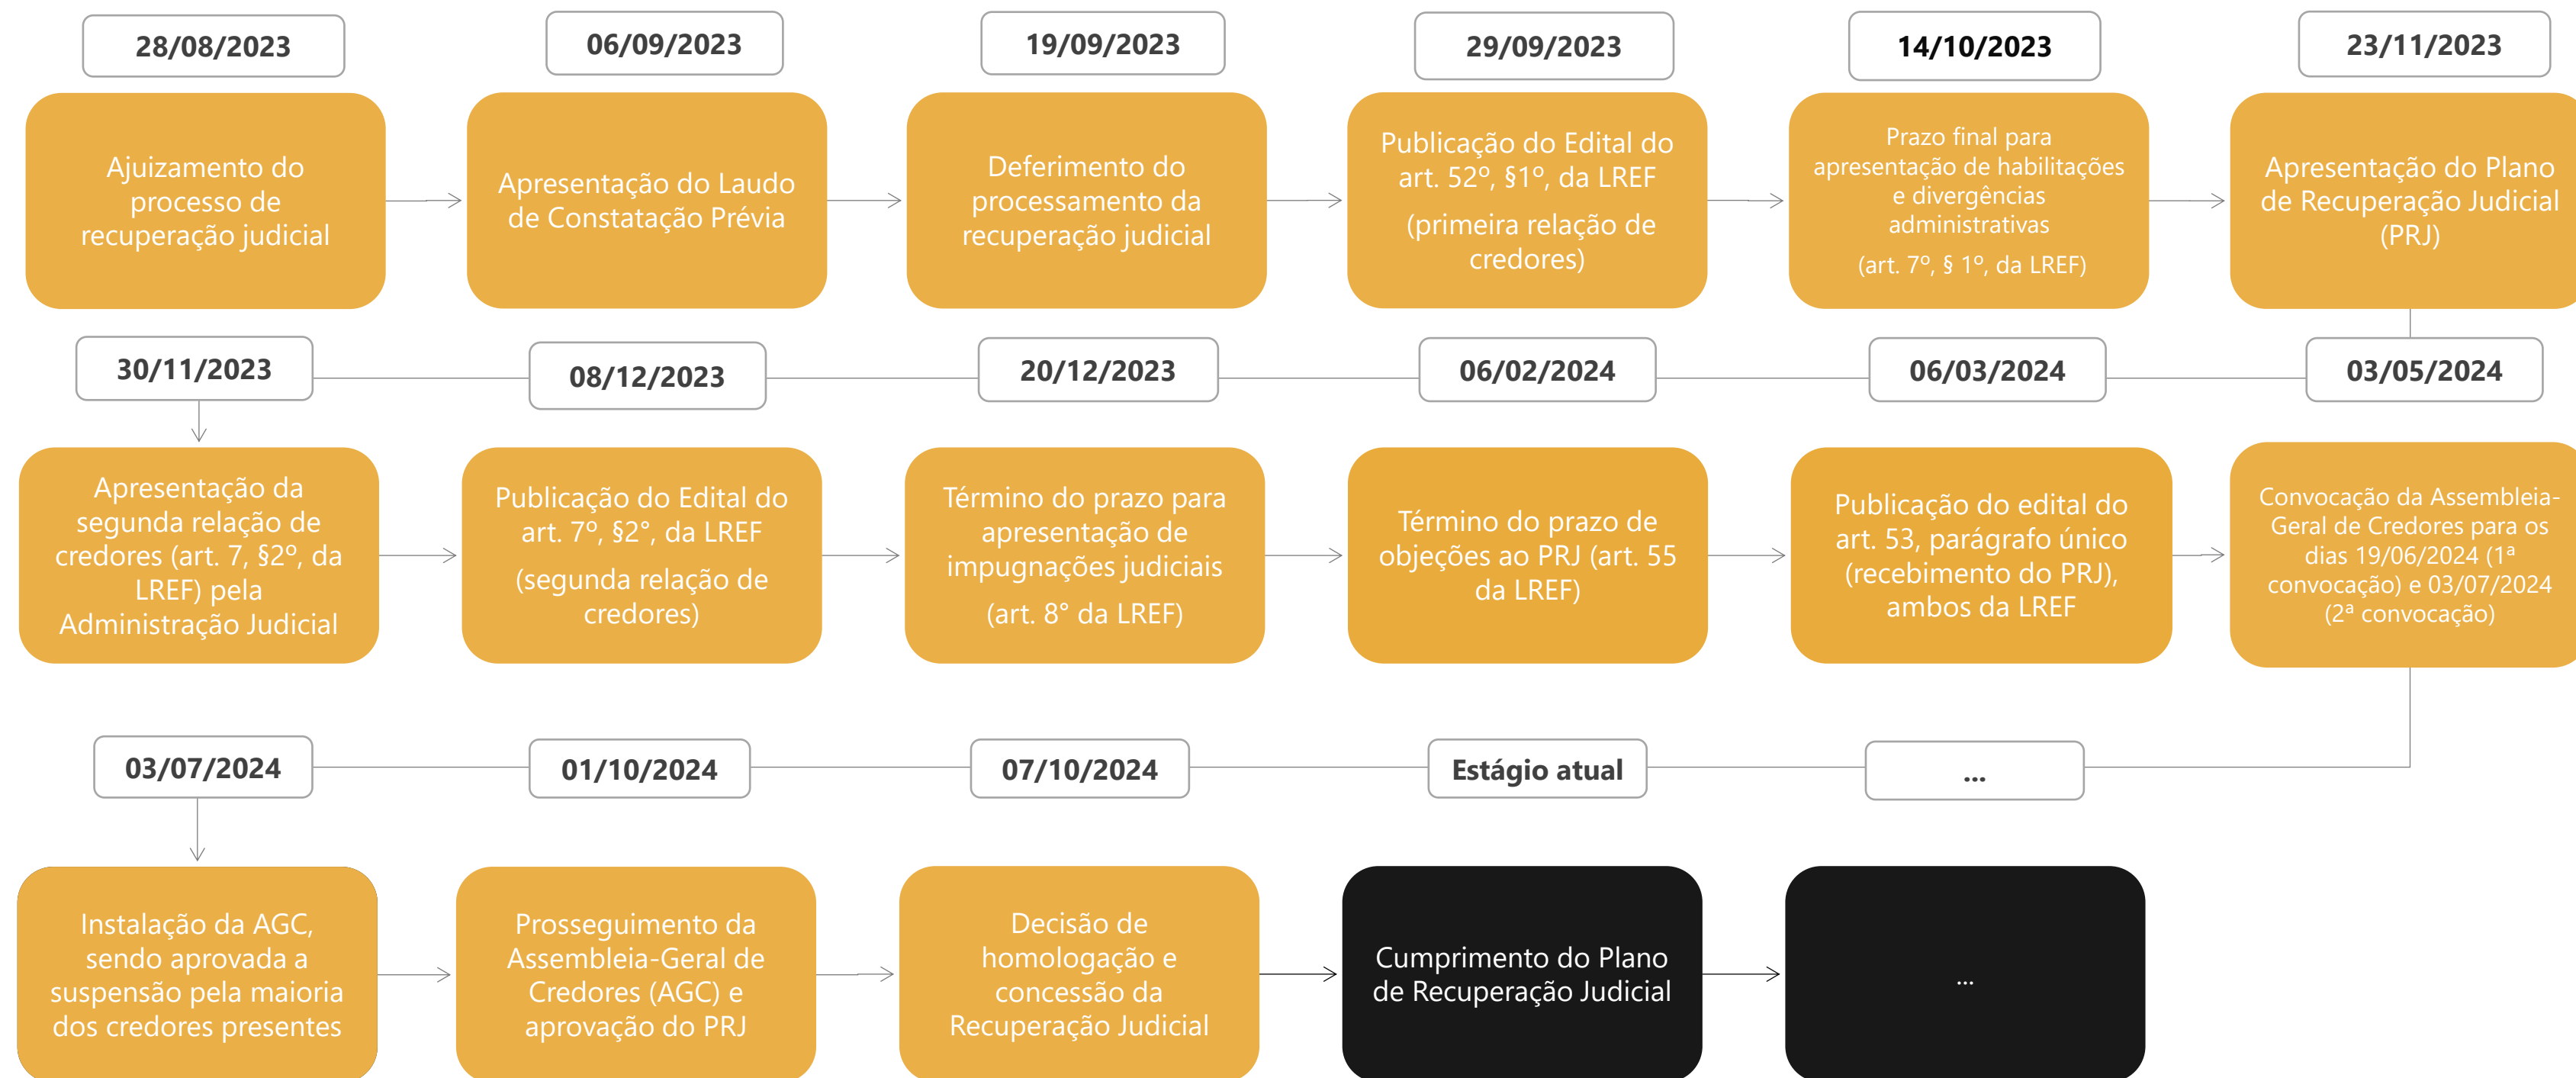 28/08/2023
06/09/2023
19/09/2023
29/09/2023
14/10/2023
23/11/2023
Ajuizamento do
processo de
recuperação judicial
Apresentação do Laudo
de Constatação Prévia
Deferimento do
processamento da
recuperação judicial
Publicação do Edital do
art. 52º, §1º, da LREF
(primeira relação de
credores)
Prazo final para
apresentação de habilitações
e divergências
administrativas
(art. 7º, § 1º, da LREF)
Apresentação do Plano
de Recuperação Judicial
(PRJ)
30/11/2023
08/12/2023
20/12/2023
06/02/2024
06/03/2024
03/05/2024
Apresentação da
segunda relação de
credores (art. 7, §2º, da
LREF) pela
Administração Judicial
Publicação do Edital do
art. 7º, §2°, da LREF
(segunda relação de
credores)
Término do prazo para
apresentação de
impugnações judiciais
(art. 8° da LREF)
Término do prazo de
objeções ao PRJ (art. 55
da LREF)
Publicação do edital do
art. 53, parágrafo único
(recebimento do PRJ),
ambos da LREF
Convocação da Assembleia-
Geral de Credores para os
dias 19/06/2024 (1ª
convocação) e 03/07/2024
(2ª convocação)
03/07/2024
01/10/2024
07/10/2024
Estágio atual
...
Instalação da AGC,
sendo aprovada a
suspensão pela maioria
dos credores presentes
Prosseguimento da
Assembleia-Geral de
Credores (AGC) e
aprovação do PRJ
Decisão de
homologação e
concessão da
Recuperação Judicial
Cumprimento do Plano
de Recuperação Judicial
...